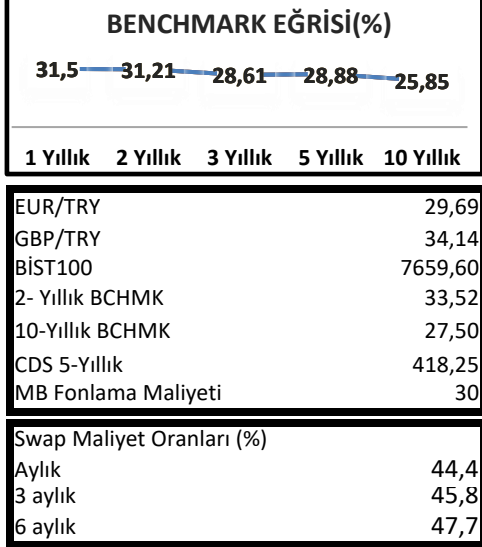 BENCHMARK EĞRİSİ(%)
31,5 31,21 28,61 28,88 25,85
1 Yıllık 2 Yıllık 3 Yıllık 5 Yıllık 10 Yıllık
EUR/TRY 29,69
GBP/TRY 34,14
BİST100 7659,60
2- Yıllık BCHMK 33,52
10-Yıllık BCHMK 27,50
CDS 5-Yıllık 418,25
MB Fonlama Maliyeti 30
Swap Maliyet Oranları (%)
Aylık 44,4
3 aylık 45,8
6 aylık 47,7